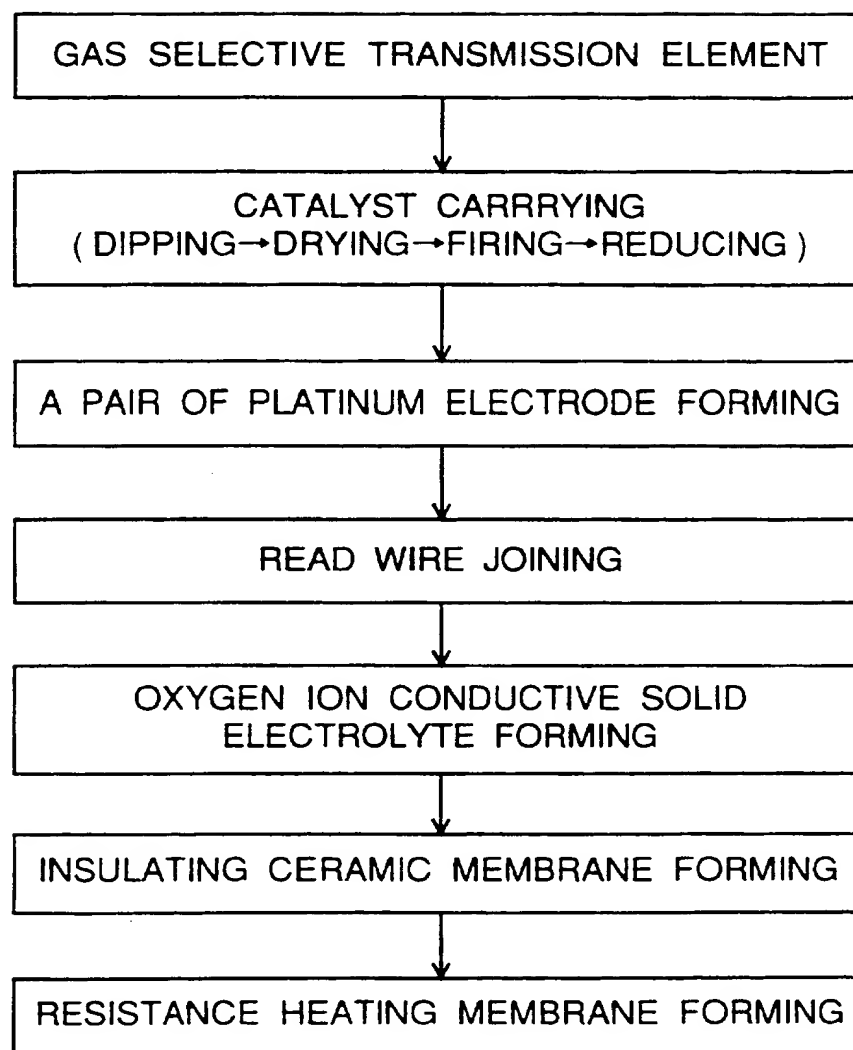 GAS SELECTIVE TRANSMISSION ELEMENT
CATALYST CARRRYING
( DIPPING→DRYING→FIRING→REDUCING )
A PAIR OF PLATINUM ELECTRODE FORMING
READ WIRE JOINING
OXYGEN ION CONDUCTIVE SOLID
ELECTROLYTE FORMING
INSULATING CERAMIC MEMBRANE FORMING
RESISTANCE HEATING MEMBRANE FORMING